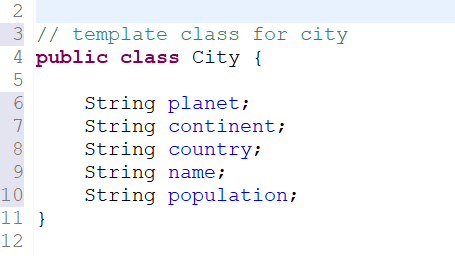 2
3 // template class for city
4 public class City {
5
6     String planet;
7     String continent;
8     String country;
9     String name;
10     String population;
11 }
12